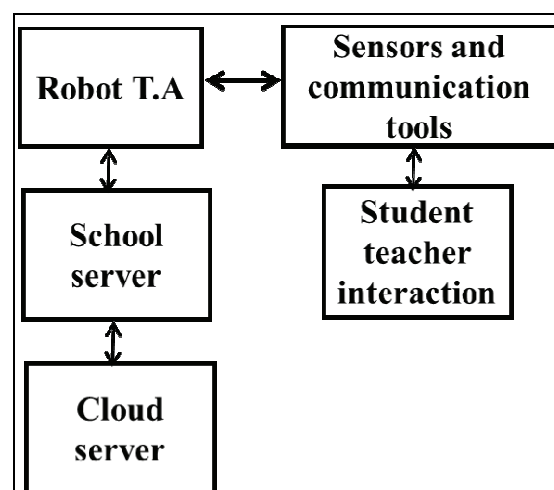 Robot T.A
Sensors and
communication
tools
School
server
Student
teacher
interaction
Cloud
server